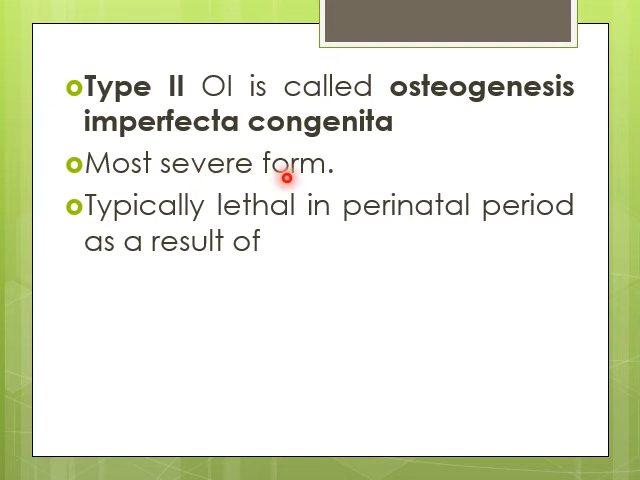 Type II OI is called osteogenesis
imperfecta congenita
Most severe form.
Typically lethal in perinatal period
as a result of